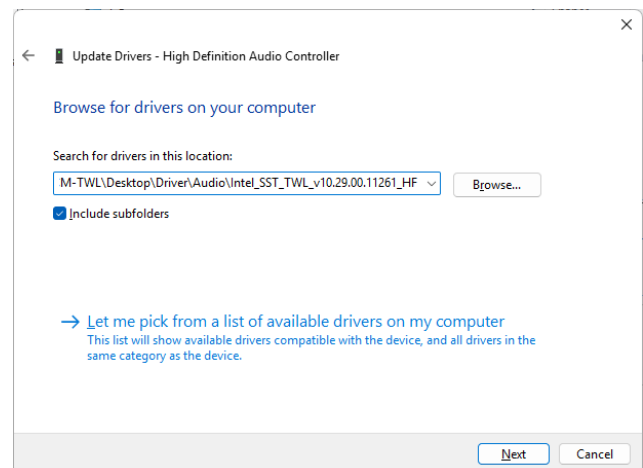 Update Drivers - High Definition Audio Controller
Browse for drivers on your computer
Search for drivers in this location:
M-TWL\Desktop\Driver\Audio\Intel_SST_TWL_v10.29.00.11261_HF
Browse...
Include subfolders
Let me pick from a list of available drivers on my computer
This list will show available drivers compatible with the device, and all drivers in the
same category as the device.
Next
Cancel